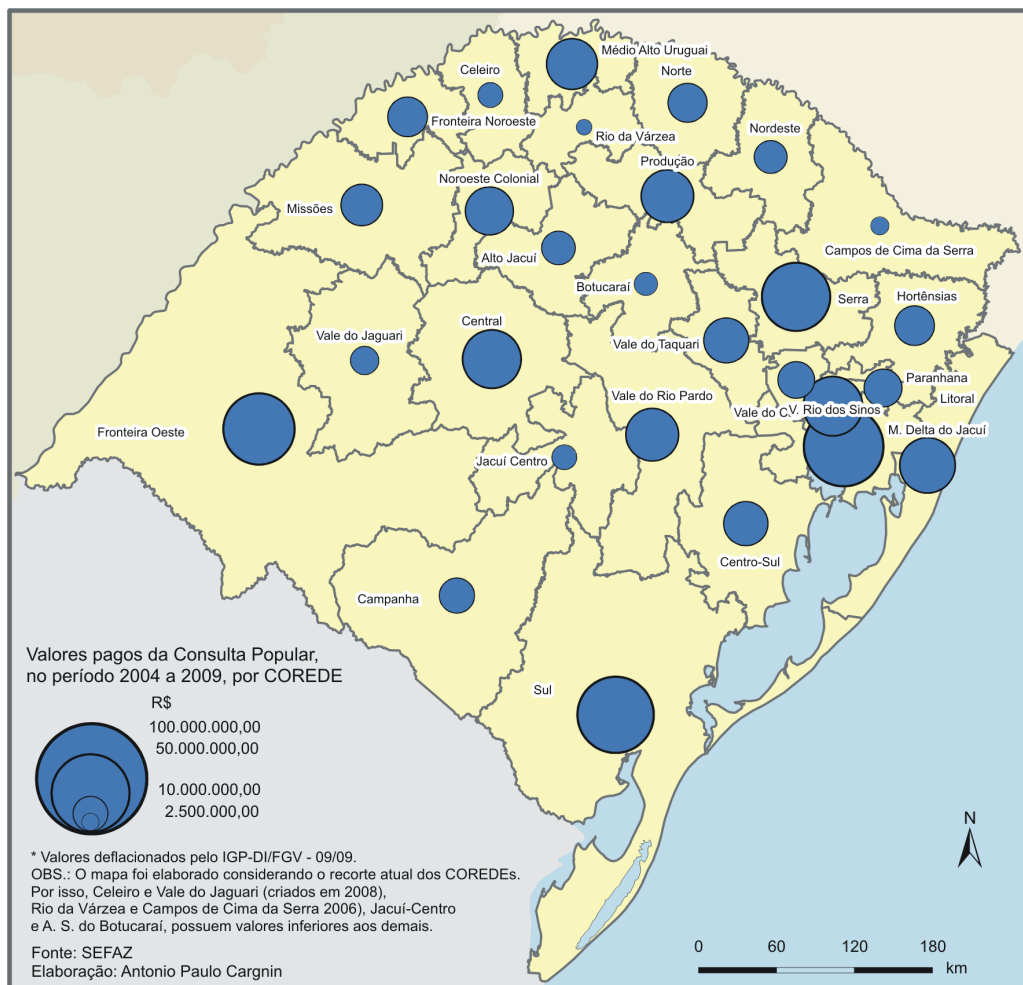 Médio Alto Uruguai
Celeiro
Norte
Fronteira Noroeste
Rio da Várzea
Nordeste
Produção
Noroeste Colonial
Missões
Alto Jacuí
Campos de Cima da Serra
Botucaraí
Serra
Hortênsias
Central
Vale do Jaguari
Vale do Taquari
Paranhana
Vale do Rio Pardo
Litoral
Vale do C
V. Rio dos Sinos
Fronteira Oeste
M. Delta do Jacuí
Jacuí Centro
Centro-Sul
Campanha
Sul
Valores pagos da Consulta Popular,
no período 2004 a 2009, por COREDE
R$
100.000.000,00
50.000.000,00
10.000.000,00
2.500.000,00
* Valores deflacionados pelo IGP-DI/FGV - 09/09.
OBS.: O mapa foi elaborado considerando o recorte atual dos COREDEs.
Por isso, Celeiro e Vale do Jaguari (criados em 2008),
Rio da Várzea e Campos de Cima da Serra 2006), Jacuí-Centro
e A. S. do Botucaraí, possuem valores inferiores aos demais.
Fonte: SEFAZ
Elaboração: Antonio Paulo Cargnin
N
0 60 120 180
km